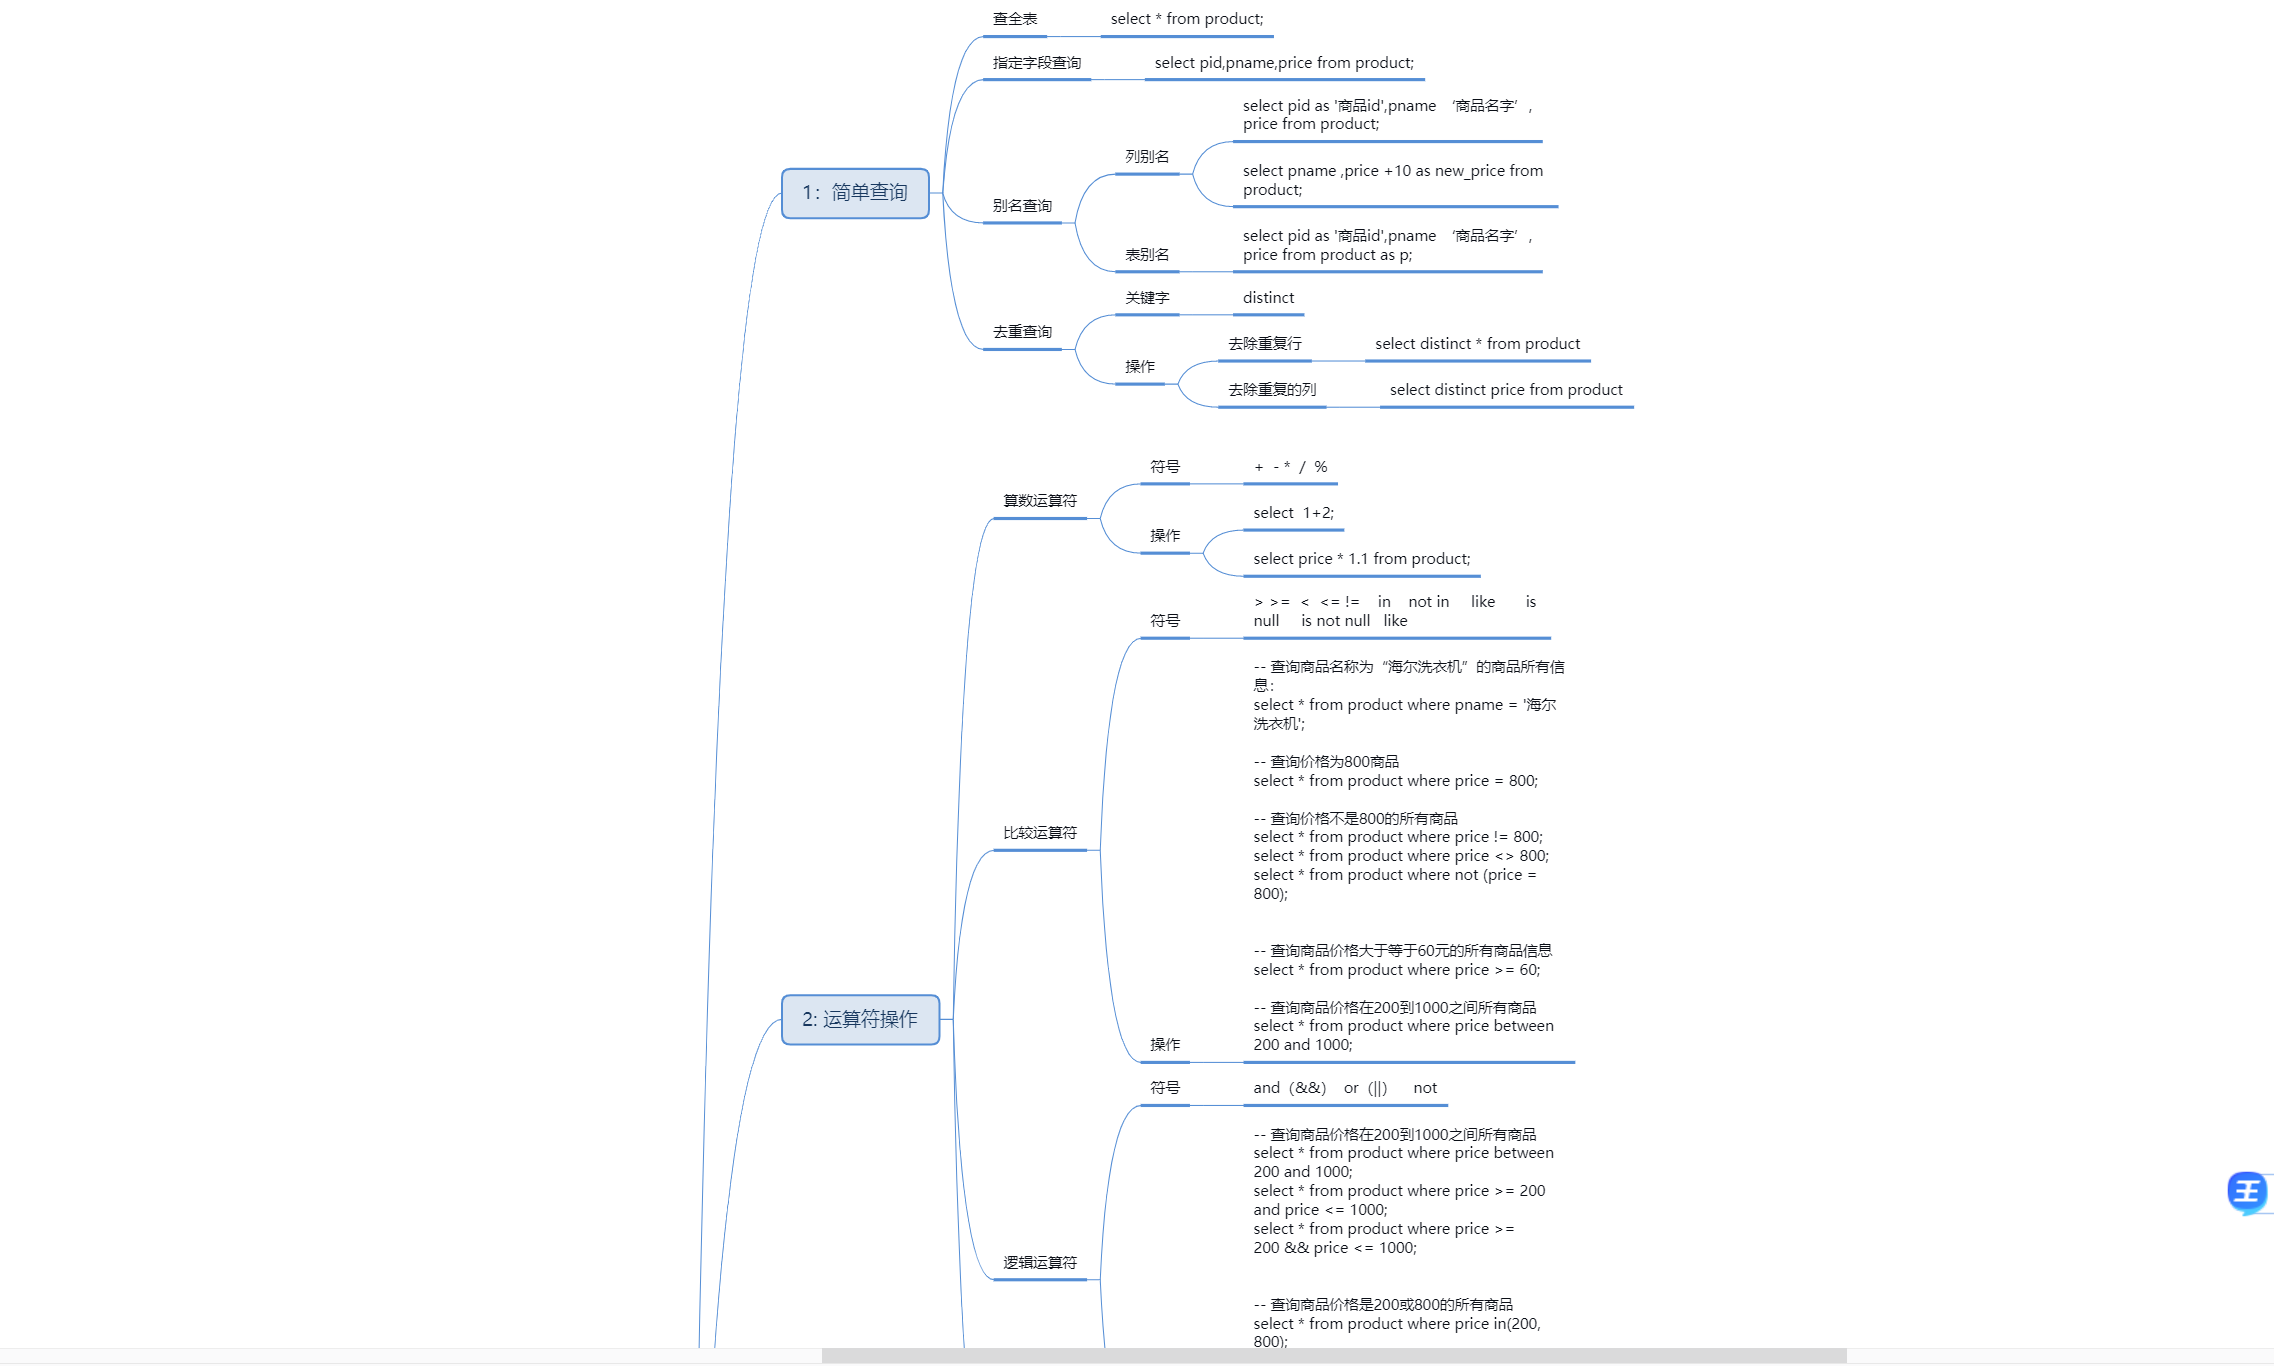 查全表
select * from product;
指定字段查询
select pid,pname,price from product;
1：简单查询
别名查询
列别名
select pid as '商品id',pname ‘商品名字’,
price from product;
select pname ,price +10 as new_price from
product;
表别名
select pid as '商品id',pname ‘商品名字’,
price from product as p;
去重查询
关键字
distinct
操作
去除重复行
select distinct * from product
去除重复的列
select distinct price from product
2: 运算符操作
算数运算符
符号
+ - * / %
操作
select 1+2;
select price * 1.1 from product;
比较运算符
符号
> >= < <= != in not in like is
null is not null like
操作
-- 查询商品名称为“海尔洗衣机”的商品所有信
息：
select * from product where pname = '海尔
洗衣机';
-- 查询价格为800商品
select * from product where price = 800;
-- 查询价格不是800的所有商品
select * from product where price != 800;
select * from product where price <> 800;
select * from product where not (price =
800);
-- 查询商品价格大于等于60元的所有商品信息
select * from product where price >= 60;
-- 查询商品价格在200到1000之间所有商品
select * from product where price between
200 and 1000;
逻辑运算符
符号
and（&&） or（||） not
-- 查询商品价格在200到1000之间所有商品
select * from product where price between
200 and 1000;
select * from product where price >= 200
and price <= 1000;
select * from product where price >=
200 && price <= 1000;
-- 查询商品价格是200或800的所有商品
select * from product where price in(200,
800);
王